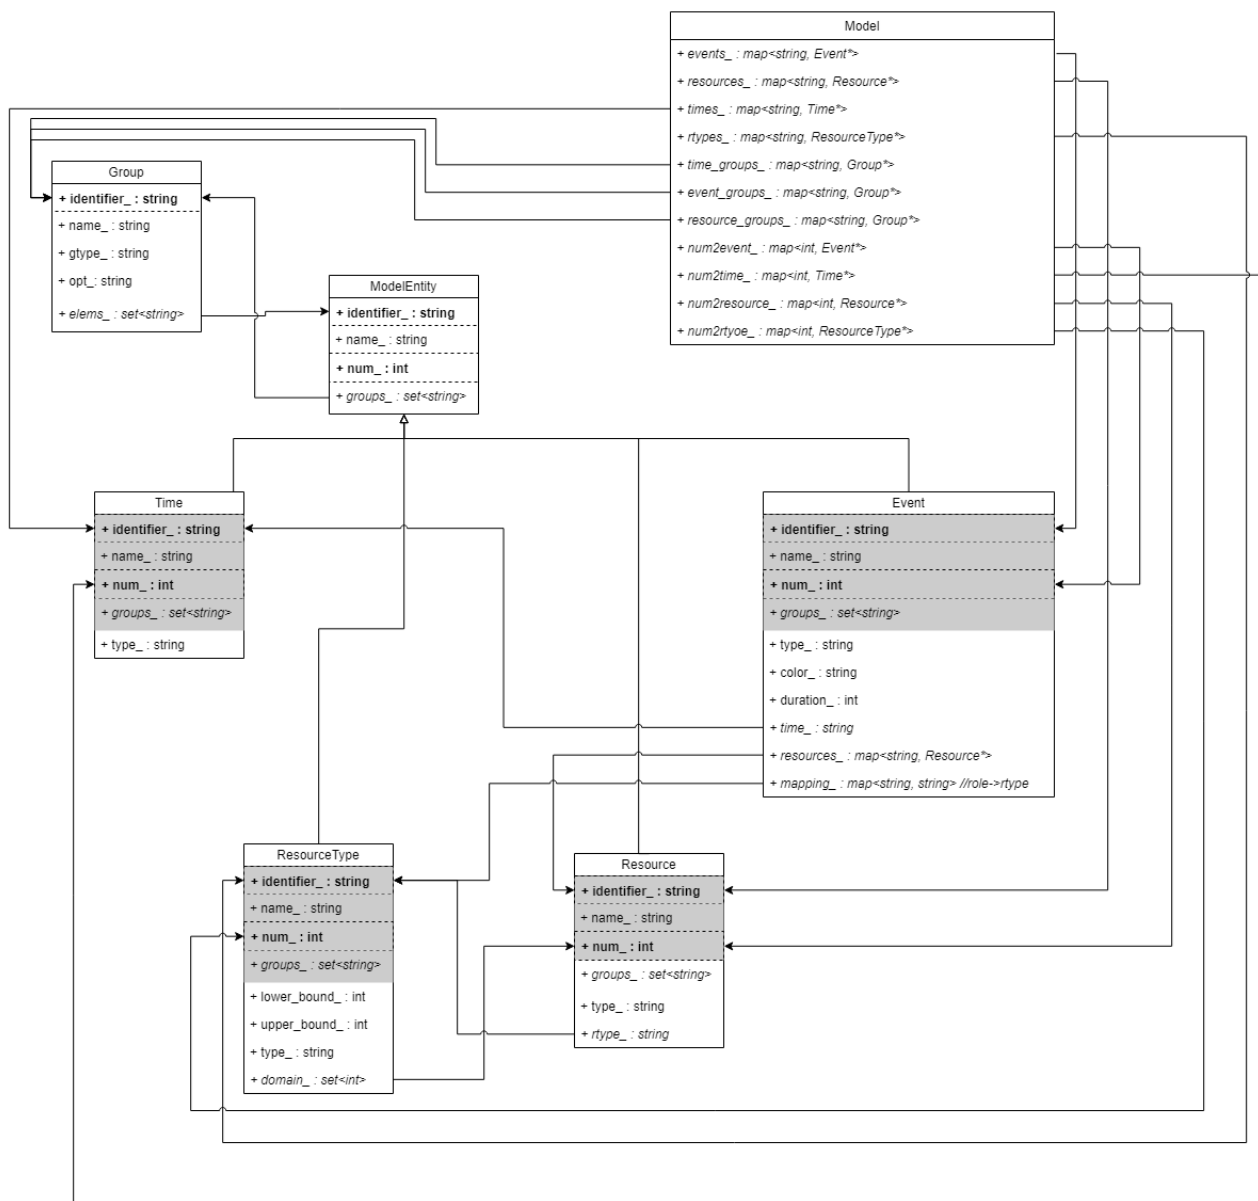 Model
+ events_ : map<string, Event*>
+ resources_ : map<string, Resource*>
+ times_ : map<string, Time*>
+ rtypes_ : map<string, ResourceType*>
+ time_groups_ : map<string, Group*>
+ event_groups_ : map<string, Group*>
+ resource_groups_ : map<string, Group*>
+ num2event_ : map<int, Event*>
+ num2time_ : map<int, Time*>
+ num2resource_ : map<int, Resource*>
+ num2rtyoe_ : map<int, ResourceType*>
Group
+ identifier_ : string
+ name_ : string
+ gtype_ : string
+ opt_: string
+ elems_ : set<string>
ModelEntity
+ identifier_ : string
+ name_ : string
+ num_ : int
+ groups_ : set<string>
Time
+ identifier_ : string
+ name_ : string
+ num_ : int
+ groups_ : set<string>
+ type_ : string
Event
+ identifier_ : string
+ name_ : string
+ num_ : int
+ groups_ : set<string>
+ type_ : string
+ color_ : string
+ duration_ : int
+ time_ : string
+ resources_ : map<string, Resource*>
+ mapping_ : map<string, string> //role->rtype
ResourceType
+ identifier_ : string
+ name_ : string
+ num_ : int
+ groups_ : set<string>
+ lower_bound_ : int
+ upper_bound_ : int
+ type_ : string
+ domain_ : set<int>
Resource
+ identifier_ : string
+ name_ : string
+ num_ : int
+ groups_ : set<string>
+ type_ : string
+ rtype_ : string